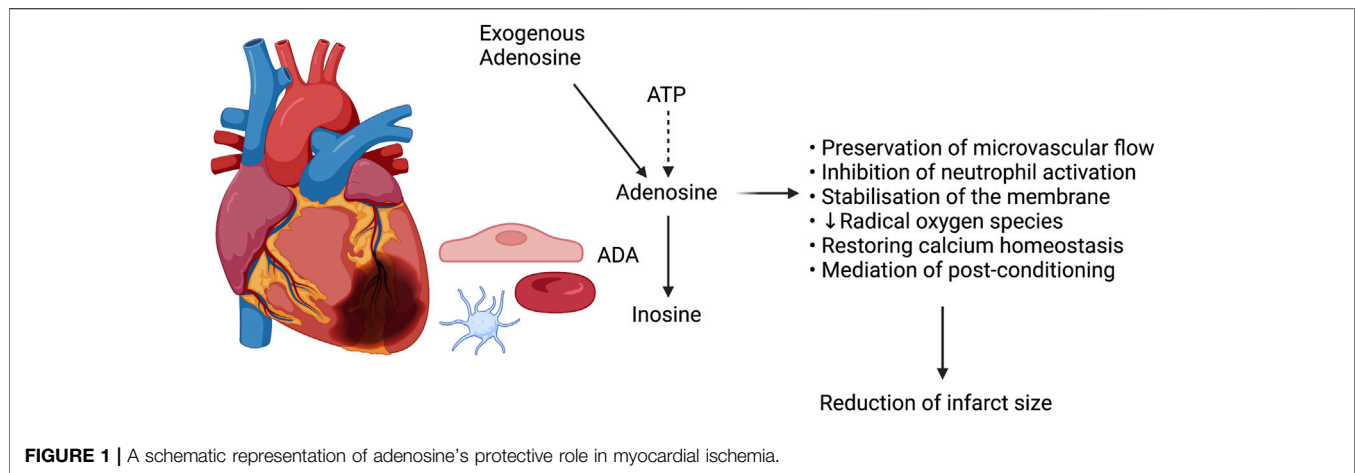 Exogenous
Adenosine
ATP
Adenosine
ADA
Inosine
• Preservation of microvascular flow
• Inhibition of neutrophil activation
• Stabilisation of the membrane
• ↓Radical oxygen species
• Restoring calcium homeostasis
• Mediation of post-conditioning
Reduction of infarct size
FIGURE 1 | A schematic representation of adenosine’s protective role in myocardial ischemia.